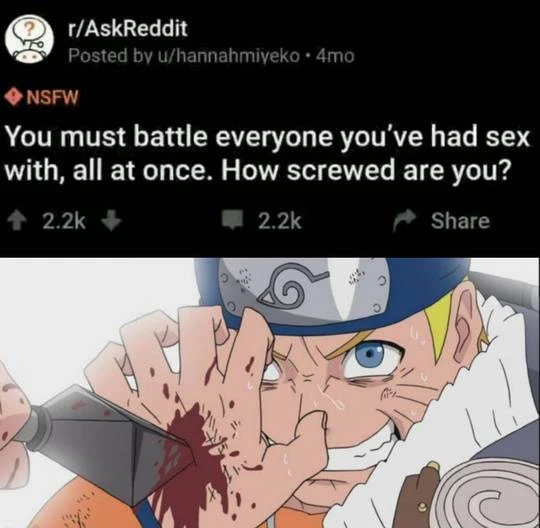 r/AskReddit
Posted by u/hannahmiyeko • 4mo
NSFW
You must battle everyone you've had sex
with, all at once. How screwed are you?
2.2k 2.2k Share